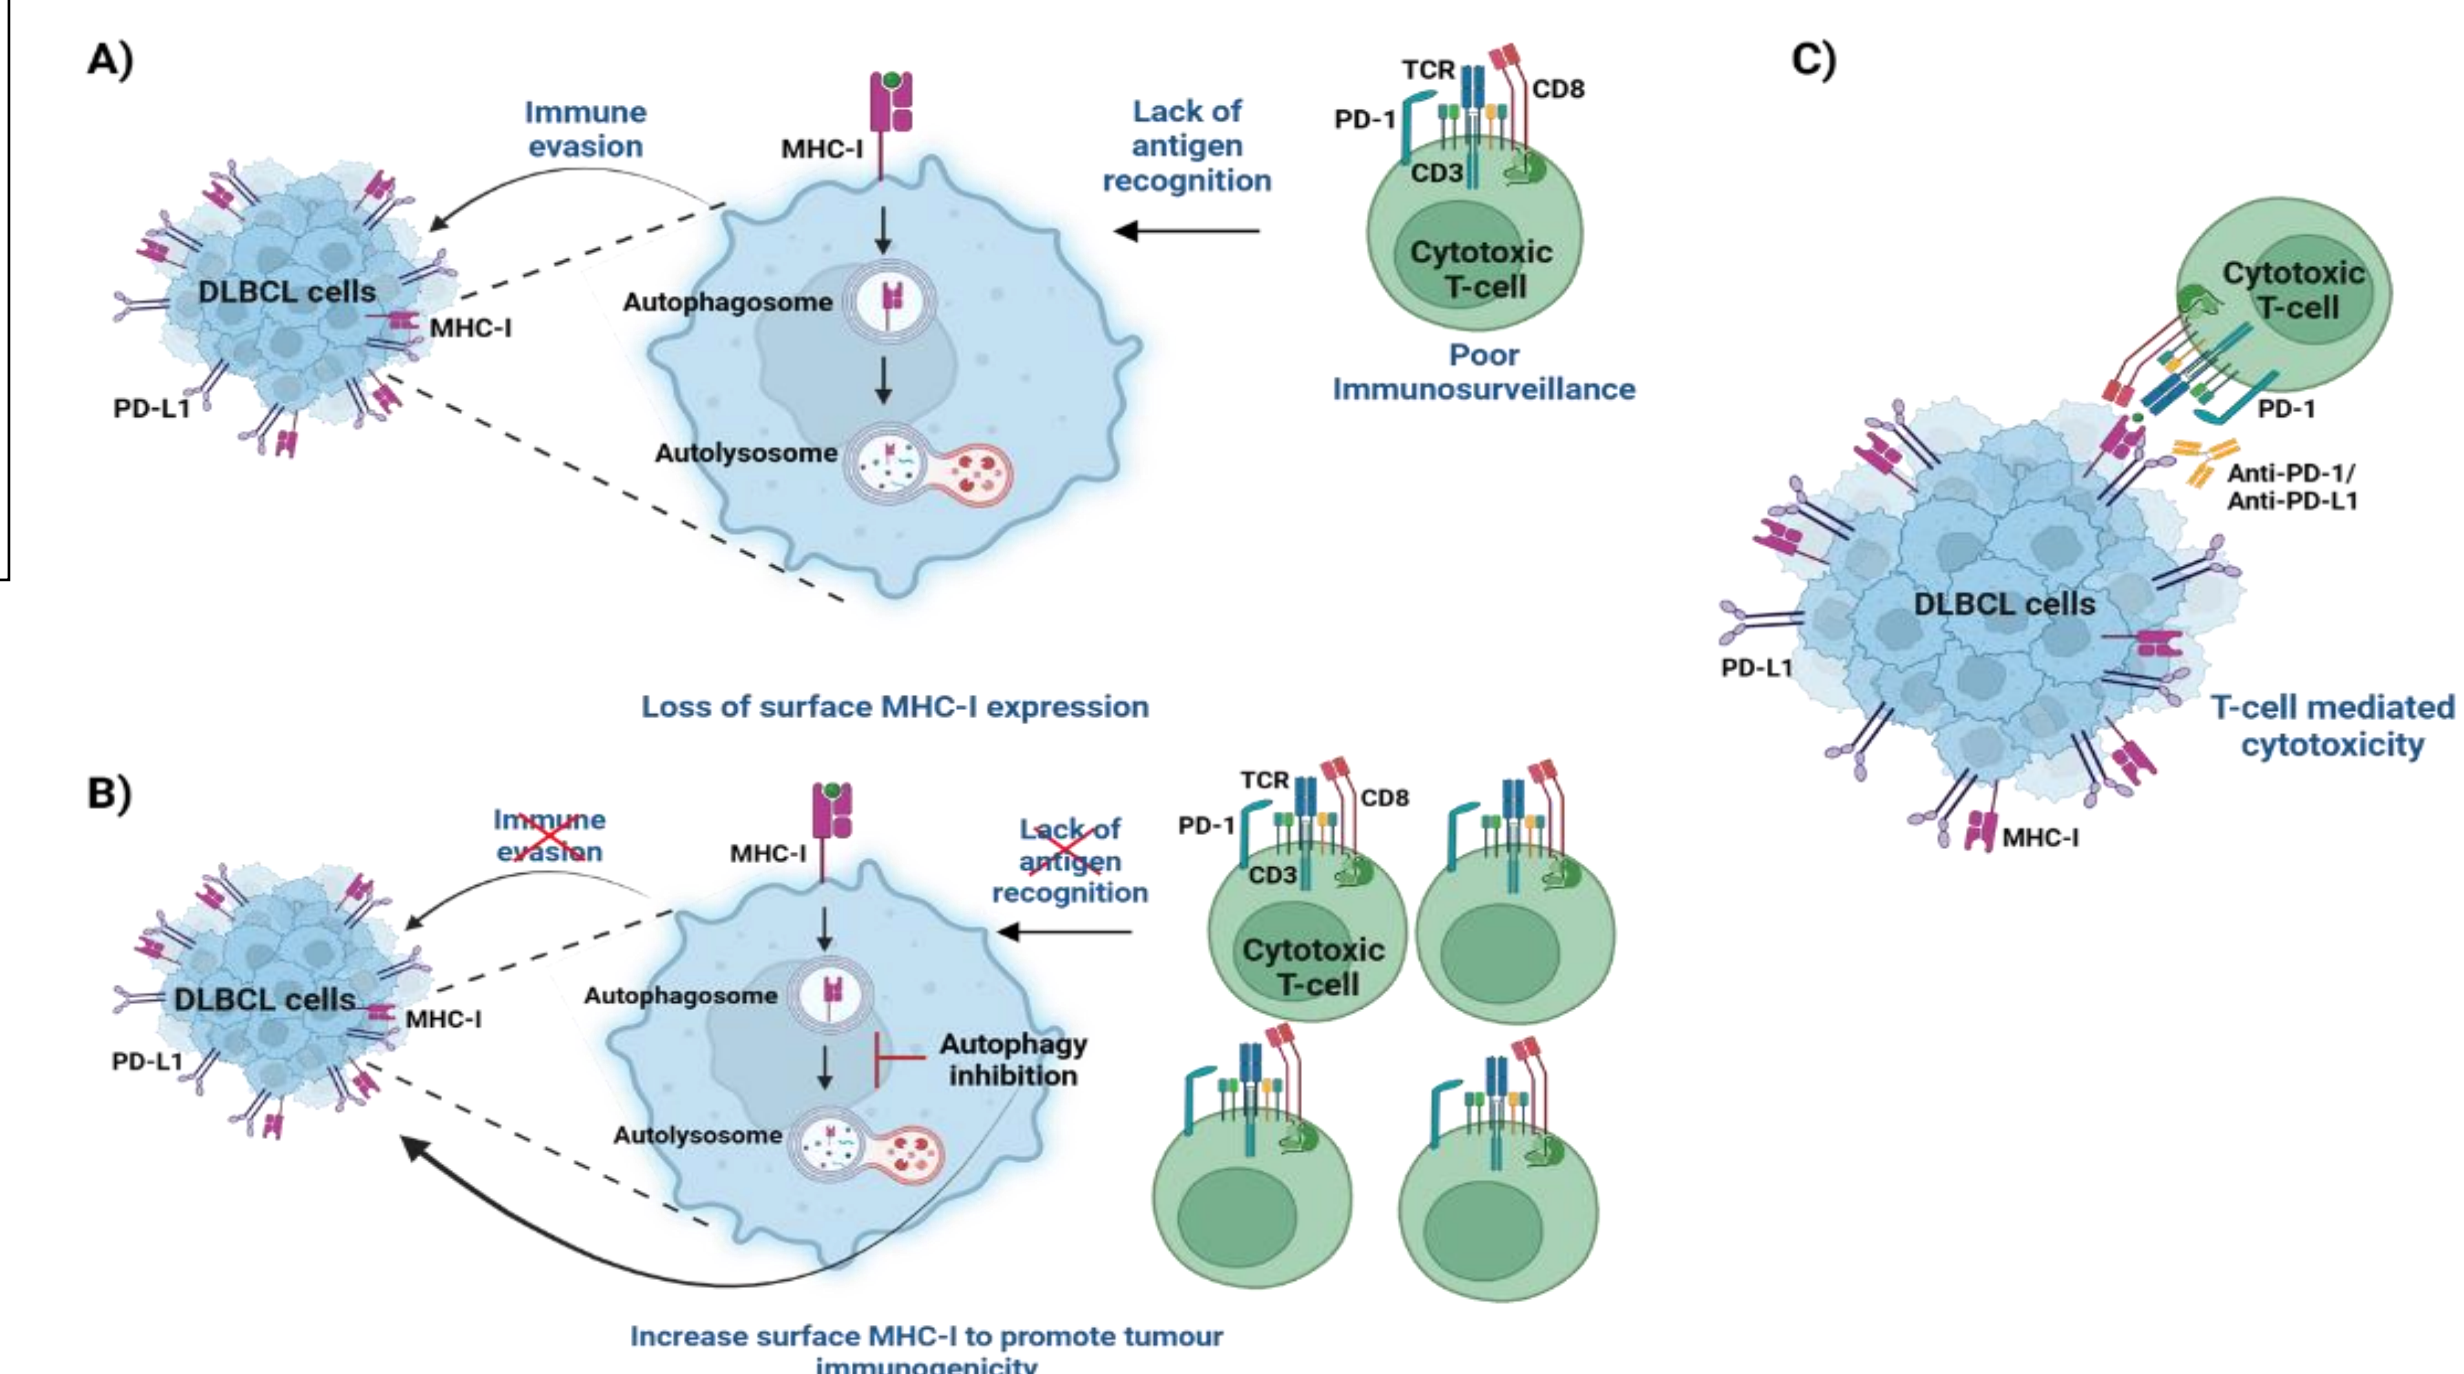 A)
Immune
evasion
MHC-I
Lack of
antigen
recognition
TCR
CD8
PD-1
CD3
Cytotoxic
T-cell
Poor
Immunosurveillance
DLBCL cells
MHC-I
PD-L1
Autophagosome
Autolysosome
Loss of surface MHC-I expression
B)
Immune
evasion
MHC-I
Lack of
antigen
recognition
TCR
CD8
PD-1
CD3
Cytotoxic
T-cell
DLBCL cells
MHC-I
PD-L1
Autophagosome
Autophagy
inhibition
Autolysosome
Increase surface MHC-I to promote tumour
immunogenicity
C)
Cytotoxic
T-cell
PD-1
Anti-PD-1/
Anti-PD-L1
DLBCL cells
PD-L1
T-cell mediated
cytotoxicity
MHC-I